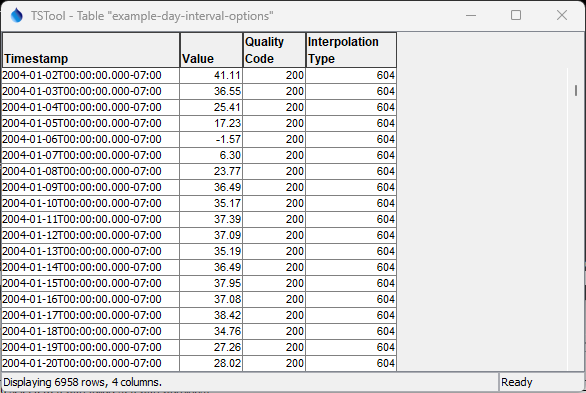 TSTool - Table "example-day-interval-options"
Timestamp Value Quality Code Interpolation Type
2004-01-02T00:00:00.000-07:00 41.11 200 604
2004-01-03T00:00:00.000-07:00 36.55 200 604
2004-01-04T00:00:00.000-07:00 25.41 200 604
2004-01-05T00:00:00.000-07:00 17.23 200 604
2004-01-06T00:00:00.000-07:00 -1.57 200 604
2004-01-07T00:00:00.000-07:00 6.30 200 604
2004-01-08T00:00:00.000-07:00 23.77 200 604
2004-01-09T00:00:00.000-07:00 36.49 200 604
2004-01-10T00:00:00.000-07:00 35.17 200 604
2004-01-11T00:00:00.000-07:00 37.39 200 604
2004-01-12T00:00:00.000-07:00 37.09 200 604
2004-01-13T00:00:00.000-07:00 35.19 200 604
2004-01-14T00:00:00.000-07:00 36.49 200 604
2004-01-15T00:00:00.000-07:00 37.95 200 604
2004-01-16T00:00:00.000-07:00 37.08 200 604
2004-01-17T00:00:00.000-07:00 38.42 200 604
2004-01-18T00:00:00.000-07:00 34.76 200 604
2004-01-19T00:00:00.000-07:00 27.26 200 604
2004-01-20T00:00:00.000-07:00 28.02 200 604
Displaying 6958 rows, 4 columns. Ready